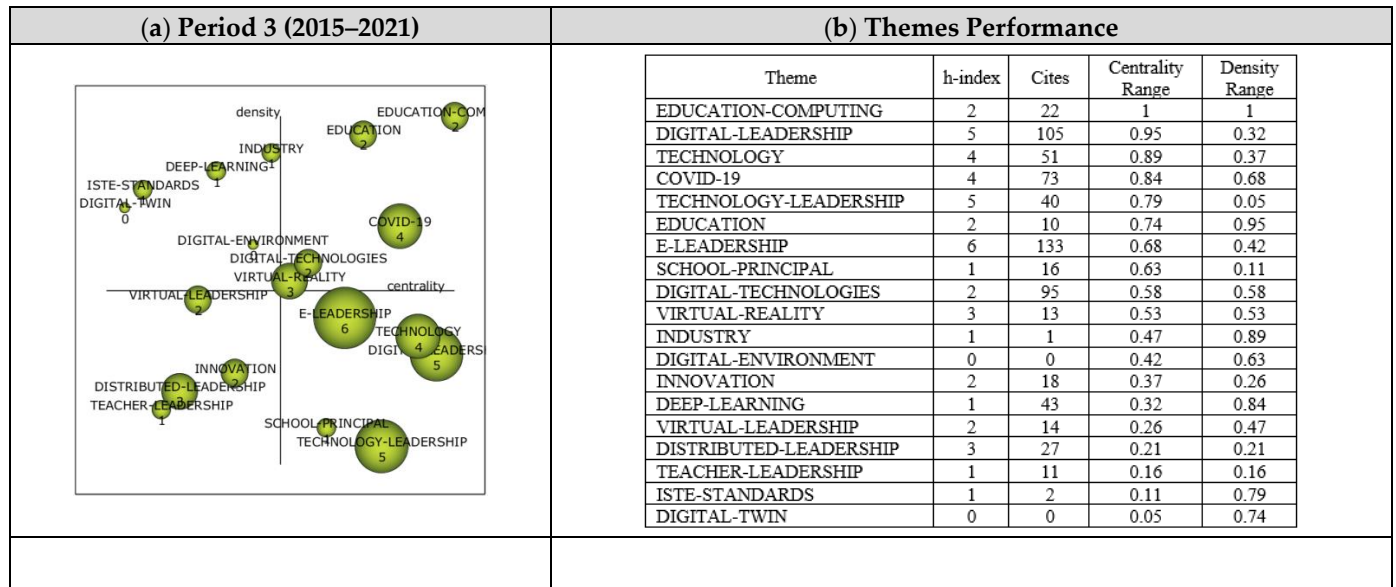 (a) Period 3 (2015–2021)
(b) Themes Performance
density
EDUCATION-COM
2
EDUCATION
2
INDUSTRY
1
DEEP-LEARNING
1
ISTE-STANDARDS
1
DIGITAL-TWIN
0
COVID-19
4
DIGITAL-ENVIRONMENT
0
DIGITAL-TECHNOLOGIES
2
VIRTUAL-REALITY
3
centrality
VIRTUAL-LEADERSHIP
2
E-LEADERSHIP
6
TECHNOLOGY
4
5
INNOVATION
2
DISTRIBUTED-LEADERSHIP
3
TEACHER-LEADERSHIP
1
SCHOOL-PRINCIPAL
1
TECHNOLOGY-LEADERSHIP
5
Theme h-index Cites Centrality Range Density Range
EDUCATION-COMPUTING 2 22 1 1
DIGITAL-LEADERSHIP 5 105 0.95 0.32
TECHNOLOGY 4 51 0.89 0.37
COVID-19 4 73 0.84 0.68
TECHNOLOGY-LEADERSHIP 5 40 0.79 0.05
EDUCATION 2 10 0.74 0.95
E-LEADERSHIP 6 133 0.68 0.42
SCHOOL-PRINCIPAL 1 16 0.63 0.11
DIGITAL-TECHNOLOGIES 2 95 0.58 0.58
VIRTUAL-REALITY 3 13 0.53 0.53
INDUSTRY 1 1 0.47 0.89
DIGITAL-ENVIRONMENT 0 0 0.42 0.63
INNOVATION 2 18 0.37 0.26
DEEP-LEARNING 1 43 0.32 0.84
VIRTUAL-LEADERSHIP 2 14 0.26 0.47
DISTRIBUTED-LEADERSHIP 3 27 0.21 0.21
TEACHER-LEADERSHIP 1 11 0.16 0.16
ISTE-STANDARDS 1 2 0.11 0.79
DIGITAL-TWIN 0 0 0.05 0.74